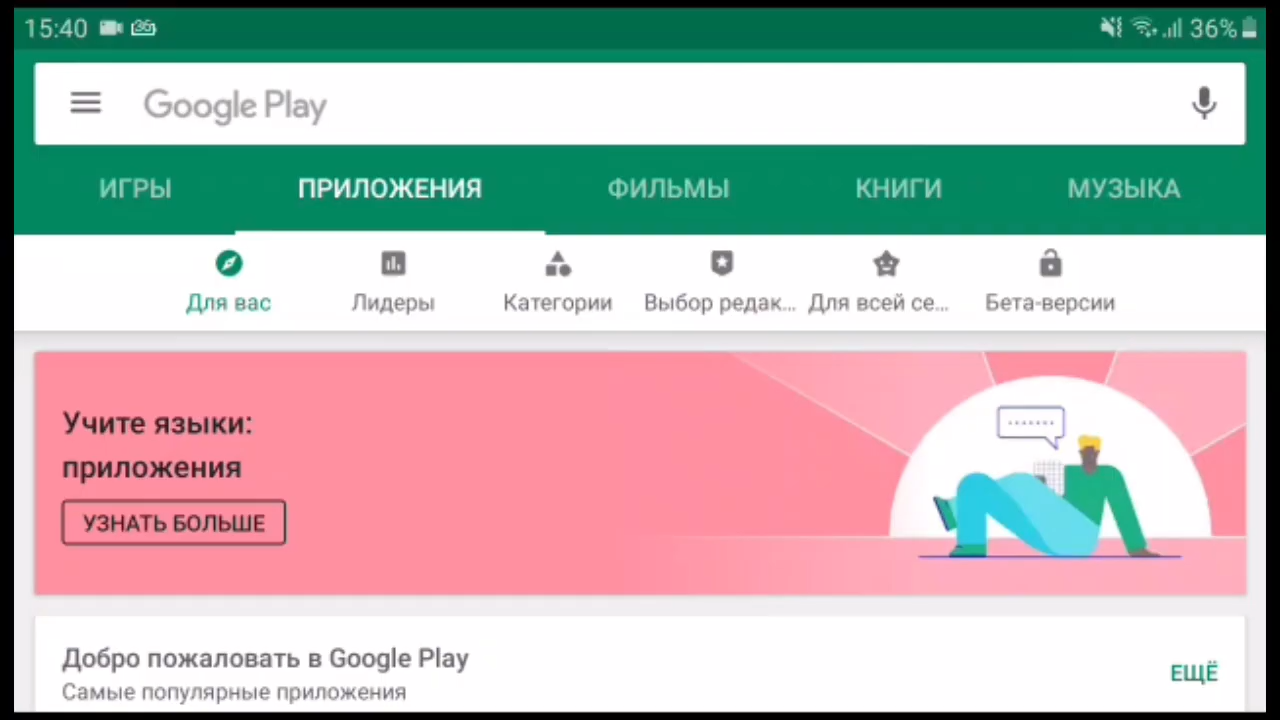 15:40 36 36%
Google Play
ИГРЫ ПРИЛОЖЕНИЯ ФИЛЬМЫ КНИГИ МУЗЫКА
Для вас Лидеры Категории Выбор редак... Для всей се... Бета-версии
Учите языки:
приложения
УЗНАТЬ БОЛЬШЕ
Добро пожаловать в Google Play
ЕЩЁ
Самые популярные приложения